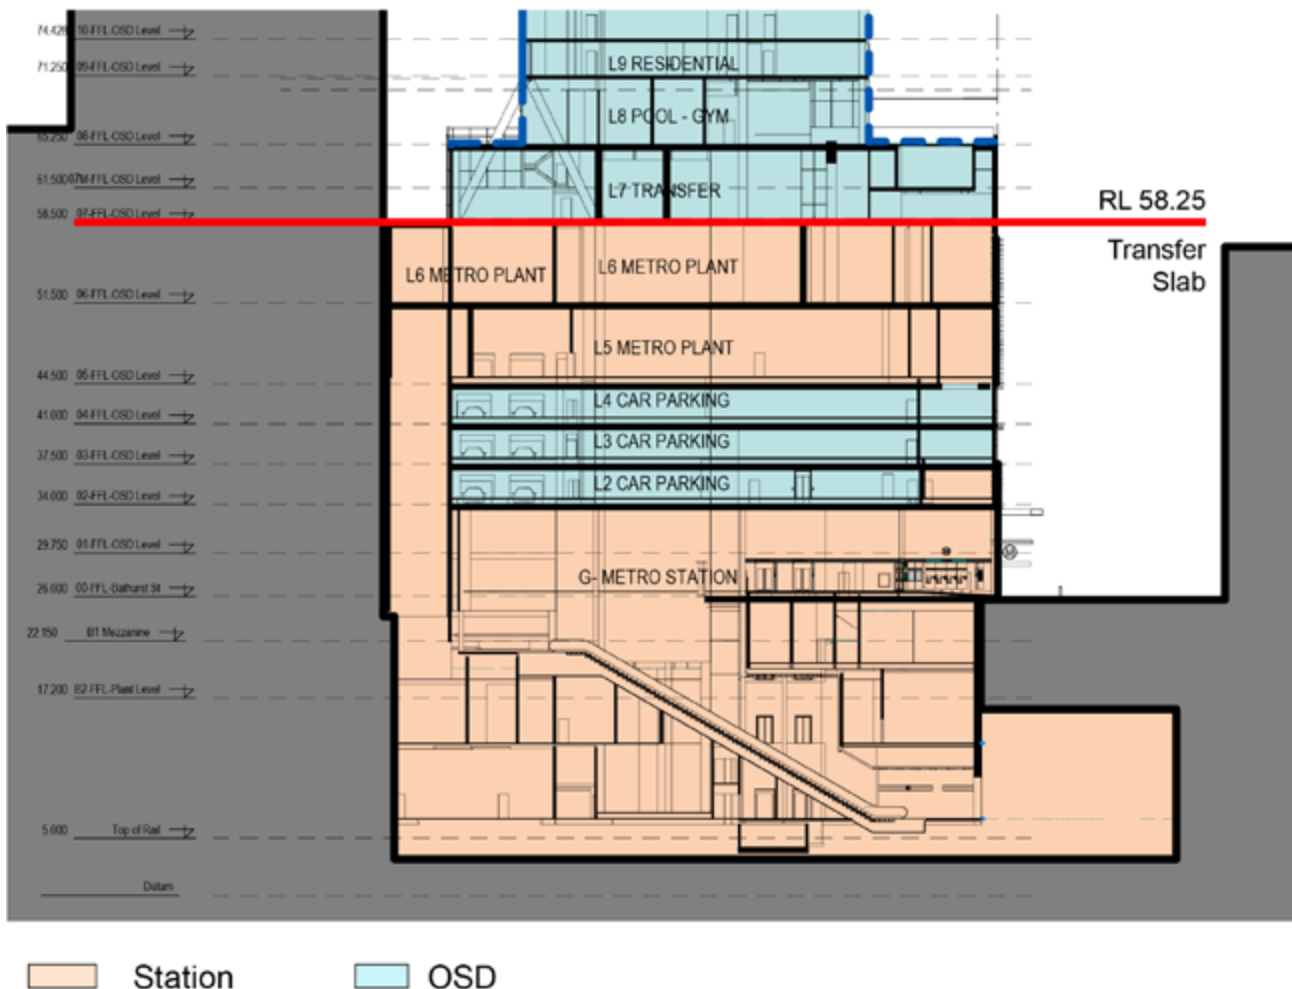 74.426 10-FFL-OSD Level
71.250 09-FFL-OSD Level
L9 RESIDENTIAL
L8 POOL - GYM
65.250 08-FFL-OSD Level
61.500 07M-FFL-OSD Level
L7 TRANSFER
RL 58.25
58.500 07-FFL-OSD Level
Transfer
Slab
L6 METRO PLANT
L6 METRO PLANT
51.500 06-FFL-OSD Level
L5 METRO PLANT
44.500 05-FFL-OSD Level
L4 CAR PARKING
41.000 04-FFL-OSD Level
L3 CAR PARKING
37.500 03-FFL-OSD Level
L2 CAR PARKING
34.000 02-FFL-OSD Level
29.750 01-FFL-OSD Level
G- METRO STATION
26.000 00-FFL-Bathurst St
22.150 B1 Mezzanine
17.200 B2-FFL-Plant Level
5.000 Top of Rail
Datum
Station
OSD